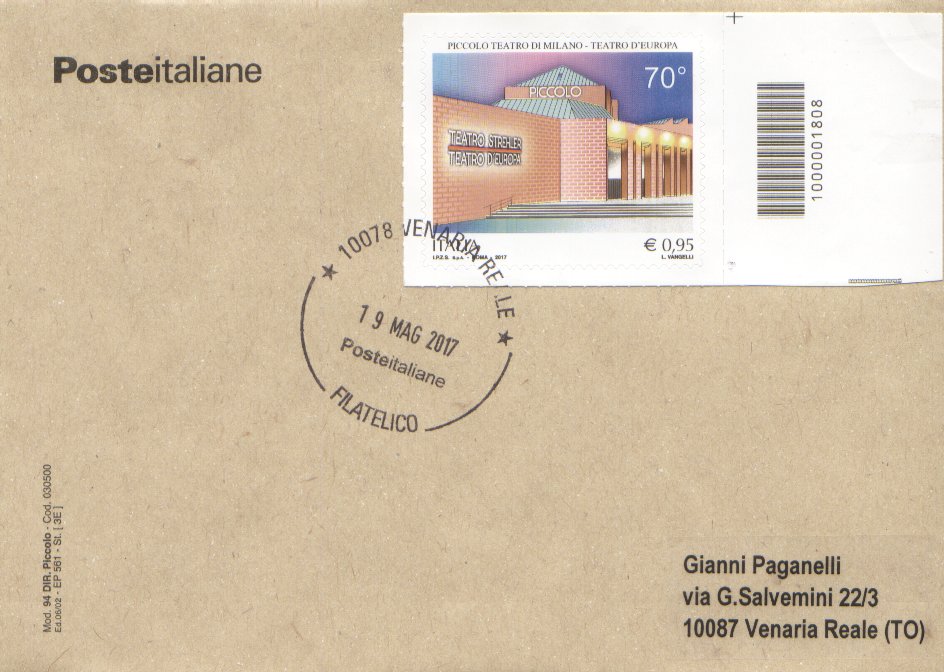 Posteitaliane
PICCOLO TEATRO DI MILANO - TEATRO D'EUROPA
70°
PICCOLO
TEATRO STREHLER
TEATRO D'EUROPA
ITALIA
€ 0,95
I.P.Z.S. S.p.A. - ROMA - 2017
L. VANGELLI
1000001808
★ 10078 VENARIA REALE ★
19 MAG 2017
Posteitaliane
FILATELICO
Mod. 94 DIR. Piccolo - Cod. 030500
Ed.06/02 - EP 561 - St. [ 3E ]
Gianni Paganelli
via G.Salvemini 22/3
10087 Venaria Reale (TO)